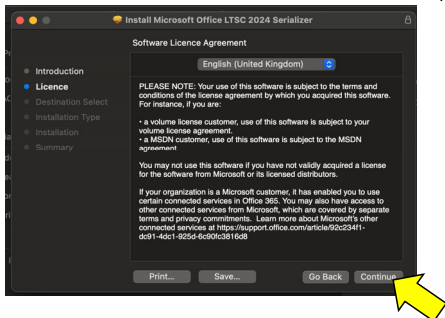 Install Microsoft Office LTSC 2024 Serializer
Software Licence Agreement
English (United Kingdom)
Introduction
Licence
Destination Select
Installation Type
Installation
Summary
PLEASE NOTE: Your use of this software is subject to the terms and
conditions of the license agreement by which you acquired this software.
For instance, if you are:
• a volume license customer, use of this software is subject to your
volume license agreement.
• a MSDN customer, use of this software is subject to the MSDN
agreement.
You may not use this software if you have not validly acquired a license
for the software from Microsoft or its licensed distributors.
If your organization is a Microsoft customer, it has enabled you to use
certain connected services in Office 365. You may also have access to
other connected services from Microsoft, which are covered by separate
terms and privacy commitments. Learn more about Microsoft's other
connected services at https://support.office.com/article/92c234f1-
dc91-4dc1-925d-6c90fc3816d8
Print... Save... Go Back Continue